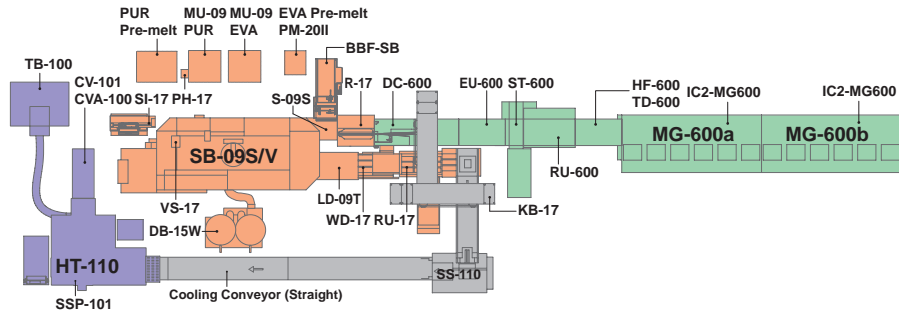 PUR
Pre-melt
MU-09
PUR
MU-09
EVA
EVA Pre-melt
PM-20II
BBF-SB
TB-100
CV-101
CVA-100
SI-17
PH-17
S-09S
R-17
DC-600
EU-600
ST-600
HF-600
TD-600
IC2-MG600
IC2-MG600
MG-600a
MG-600b
SB-09S/V
RU-600
VS-17
LD-09T
WD-17
RU-17
KB-17
DB-15W
HT-110
SS-110
SSP-101
Cooling Conveyor (Straight)